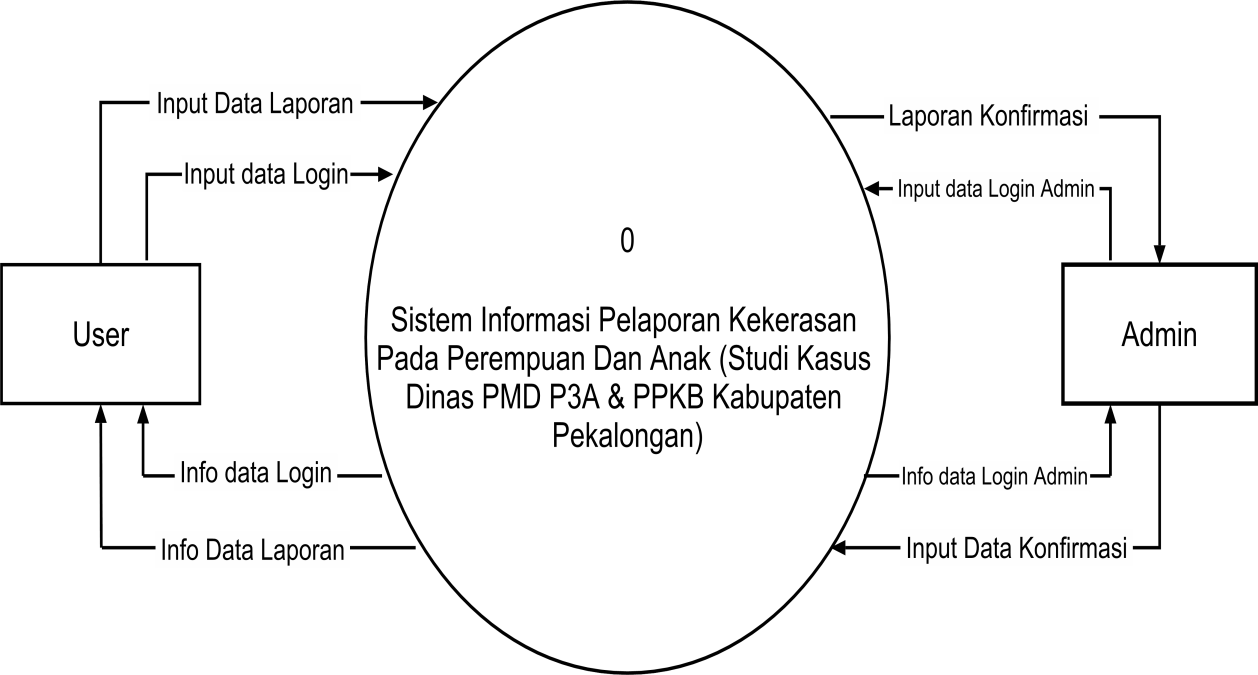 Input Data Laporan
Input data Login
User
Info data Login
Info Data Laporan
0
Sistem Informasi Pelaporan Kekerasan
Pada Perempuan Dan Anak (Studi Kasus
Dinas PMD P3A & PPKB Kabupaten
Pekalongan)
Laporan Konfirmasi
Input data Login Admin
Admin
Info data Login Admin
Input Data Konfirmasi